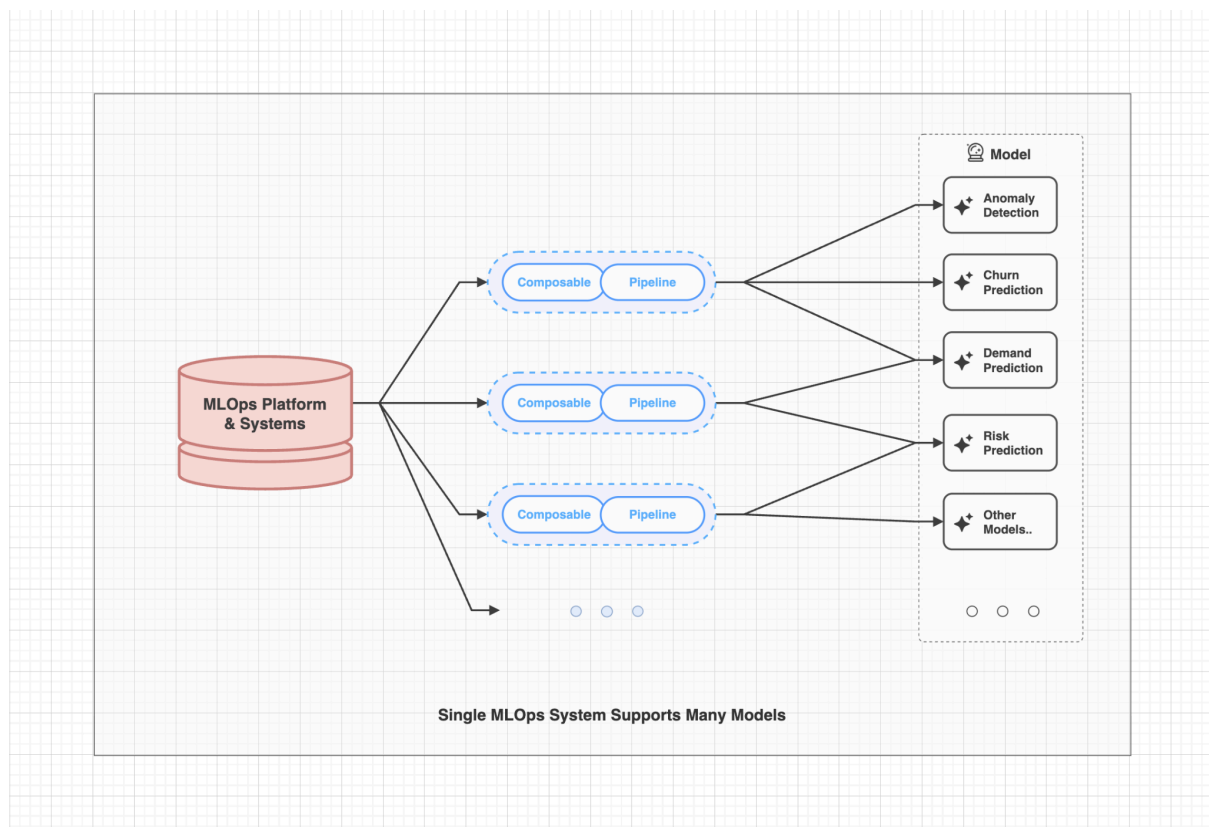 Model
Anomaly
Detection
Churn
Prediction
Demand
Prediction
Risk
Prediction
Other
Models..
Composable Pipeline
Composable Pipeline
Composable Pipeline
MLOps Platform
& Systems
Single MLOps System Supports Many Models